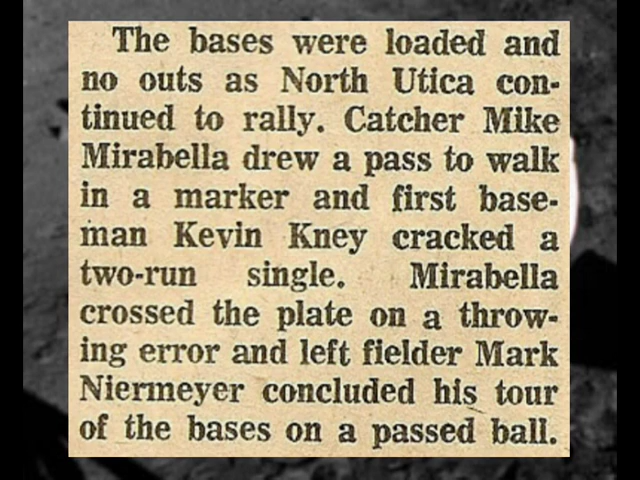 The bases were loaded and
no outs as North Utica con-
tinued to rally. Catcher Mike
Mirabella drew a pass to walk
in a marker and first base-
man Kevin Kney cracked a
two-run single. Mirabella
crossed the plate on a throw-
ing error and left fielder Mark
Niermeyer concluded his tour
of the bases on a passed ball.